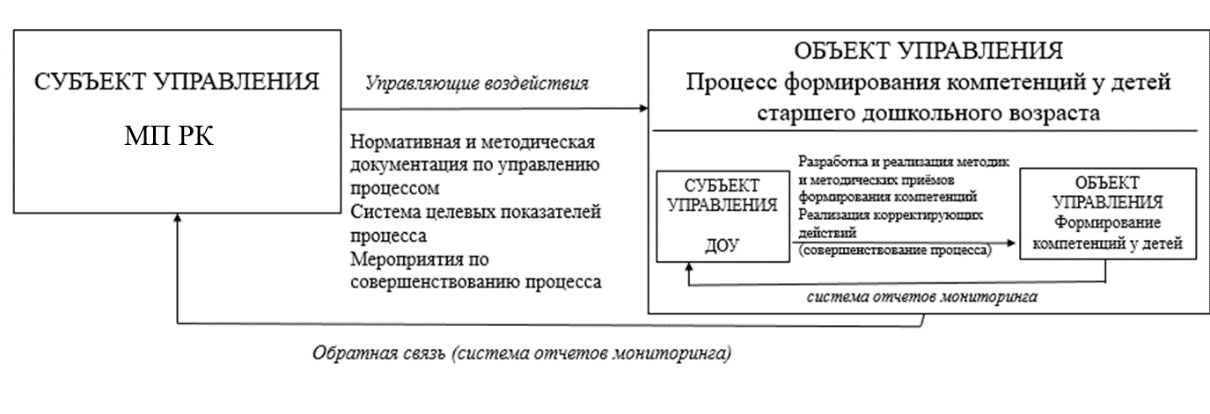 СУБЪЕКТ УПРАВЛЕНИЯ
МП РК
Управляющие воздействия
Нормативная и методическая
документация по управлению
процессом
Система целевых показателей
процесса
Мероприятия по
совершенствованию процесса
ОБЪЕКТ УПРАВЛЕНИЯ
Процесс формирования компетенций у детей
старшего дошкольного возраста
СУБЪЕКТ
УПРАВЛЕНИЯ
ДОУ
Разработка и реализация методик
и методических приёмов
формирования компетенций
Реализация корректирующих
действий
(совершенствование процесса)
ОБЪЕКТ
УПРАВЛЕНИЯ
Формирование
компетенций у детей
система отчетов мониторинга
Обратная связь (система отчетов мониторинга)